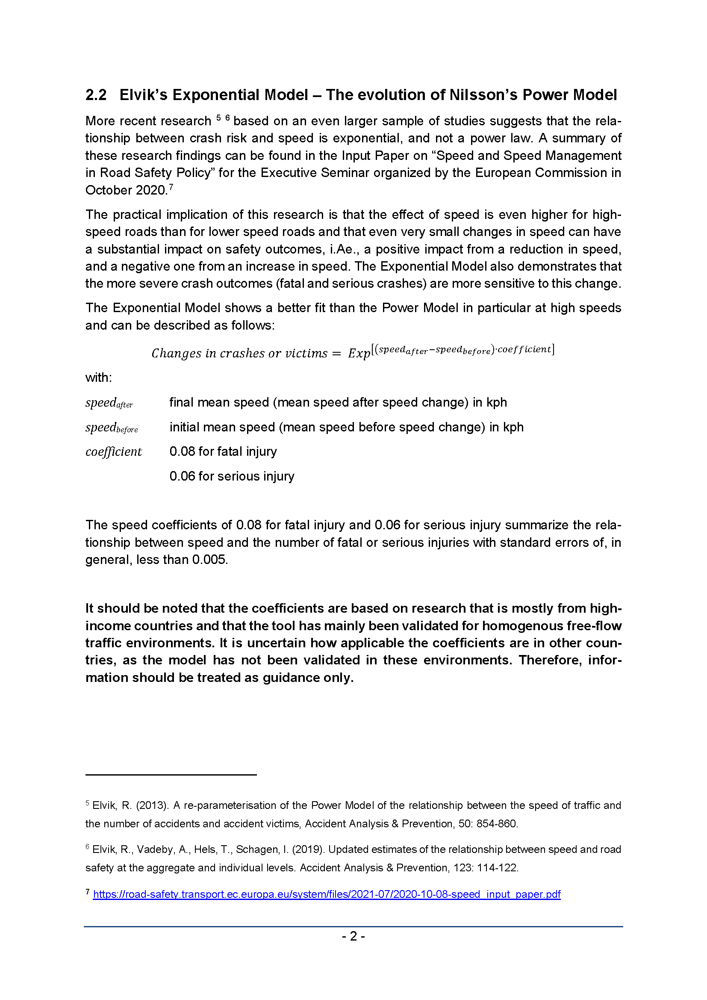 2.2 Elvik’s Exponential Model – The evolution of Nilsson’s Power Model
More recent research 5 6 based on an even larger sample of studies suggests that the rela-
tionship between crash risk and speed is exponential, and not a power law. A summary of
these research findings can be found in the Input Paper on “Speed and Speed Management
in Road Safety Policy” for the Executive Seminar organized by the European Commission in
October 2020.7
The practical implication of this research is that the effect of speed is even higher for high-
speed roads than for lower speed roads and that even very small changes in speed can have
a substantial impact on safety outcomes, i.Ae., a positive impact from a reduction in speed,
and a negative one from an increase in speed. The Exponential Model also demonstrates that
the more severe crash outcomes (fatal and serious crashes) are more sensitive to this change.
The Exponential Model shows a better fit than the Power Model in particular at high speeds
and can be described as follows:
Changes in crashes or victims = Exp[(speedafter−speedbefore)·coefficient]
with:
speedafter final mean speed (mean speed after speed change) in kph
speedbefore initial mean speed (mean speed before speed change) in kph
coefficient 0.08 for fatal injury
0.06 for serious injury
The speed coefficients of 0.08 for fatal injury and 0.06 for serious injury summarize the rela-
tionship between speed and the number of fatal or serious injuries with standard errors of, in
general, less than 0.005.
It should be noted that the coefficients are based on research that is mostly from high-
income countries and that the tool has mainly been validated for homogenous free-flow
traffic environments. It is uncertain how applicable the coefficients are in other coun-
tries, as the model has not been validated in these environments. Therefore, infor-
mation should be treated as guidance only.
5 Elvik, R. (2013). A re-parameterisation of the Power Model of the relationship between the speed of traffic and
the number of accidents and accident victims, Accident Analysis & Prevention, 50: 854-860.
6 Elvik, R., Vadeby, A., Hels, T., Schagen, I. (2019). Updated estimates of the relationship between speed and road
safety at the aggregate and individual levels. Accident Analysis & Prevention, 123: 114-122.
7 https://road-safety.transport.ec.europa.eu/system/files/2021-07/2020-10-08-speed_input_paper.pdf
- 2 -